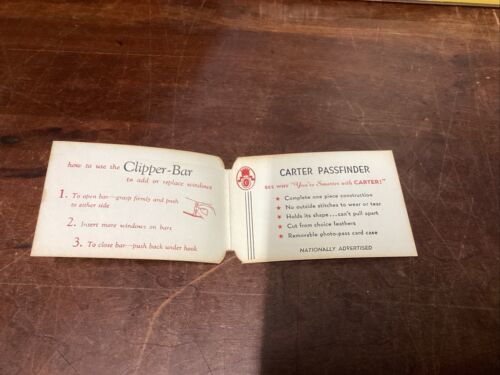 how to use the Clipper-Bar
to add or replace windows
1. To open bar—grasp firmly and push
to either side
2. Insert more windows on bars
3. To close bar—push back under hook
CARTER PASSFINDER
SEE WHY "You're Smarter with CARTER!"
★ Complete one piece construction
★ No outside stitches to wear or tear
★ Holds its shape...can't pull apart
★ Cut from choice leathers
★ Removable photo-pass card case
NATIONALLY ADVERTISED